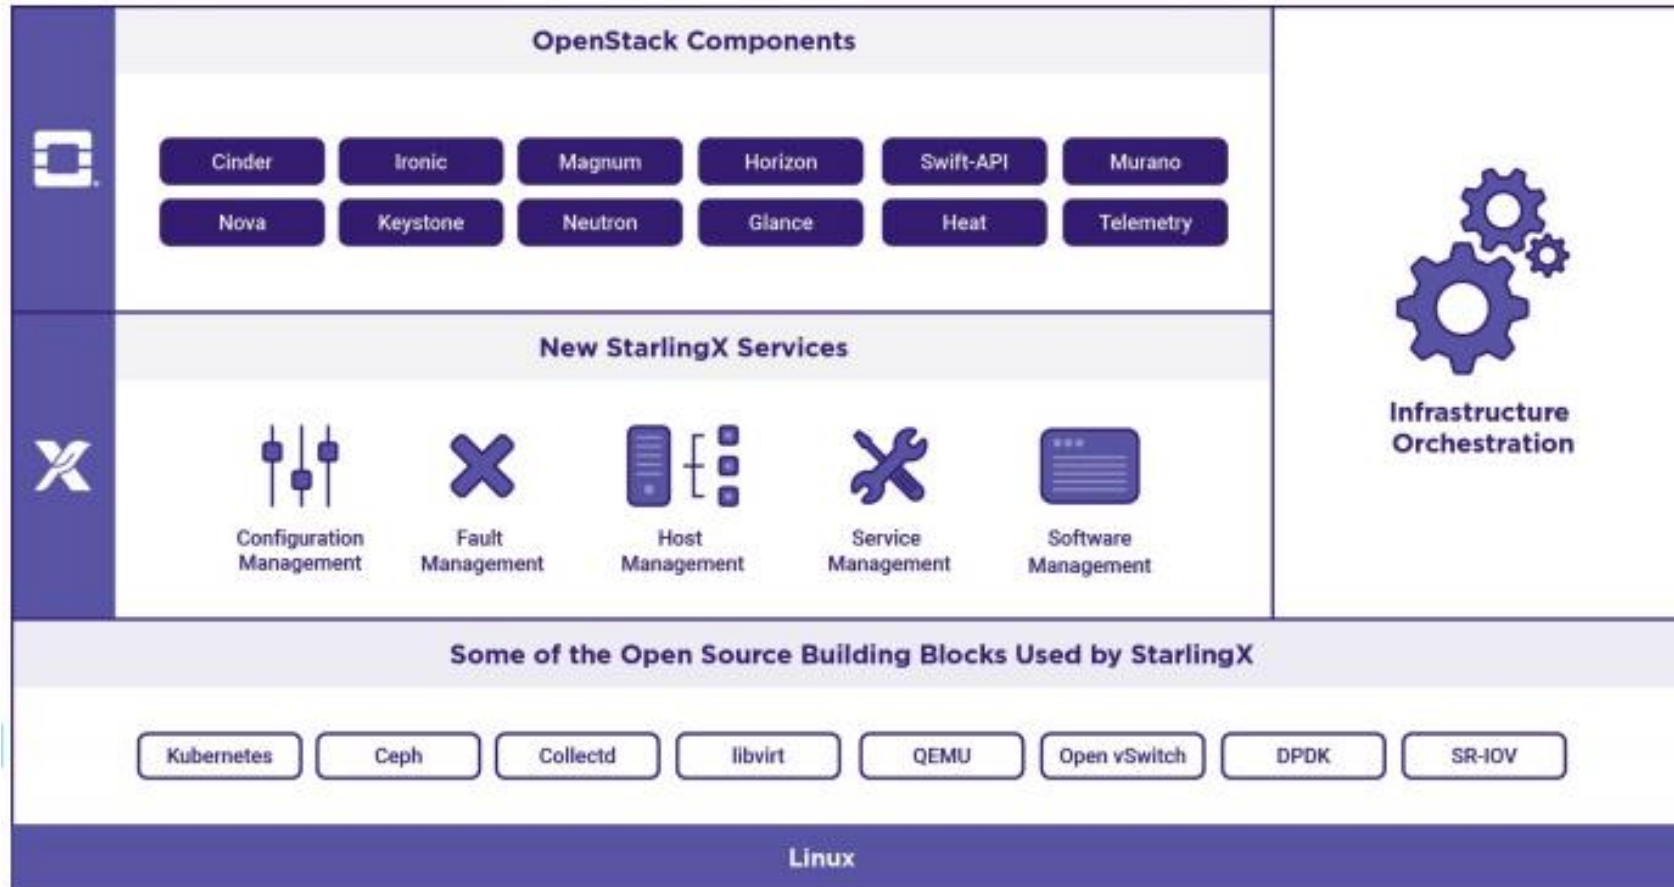 OpenStack Components
Cinder
Ironic
Magnum
Horizon
Swift-API
Murano
Nova
Keystone
Neutron
Glance
Heat
Telemetry
New StarlingX Services
Configuration
Management
Fault
Management
Host
Management
Service
Management
Software
Management
Infrastructure
Orchestration
Some of the Open Source Building Blocks Used by StarlingX
Kubernetes
Ceph
Collectd
libvirt
QEMU
Open vSwitch
DPDK
SR-IOV
Linux